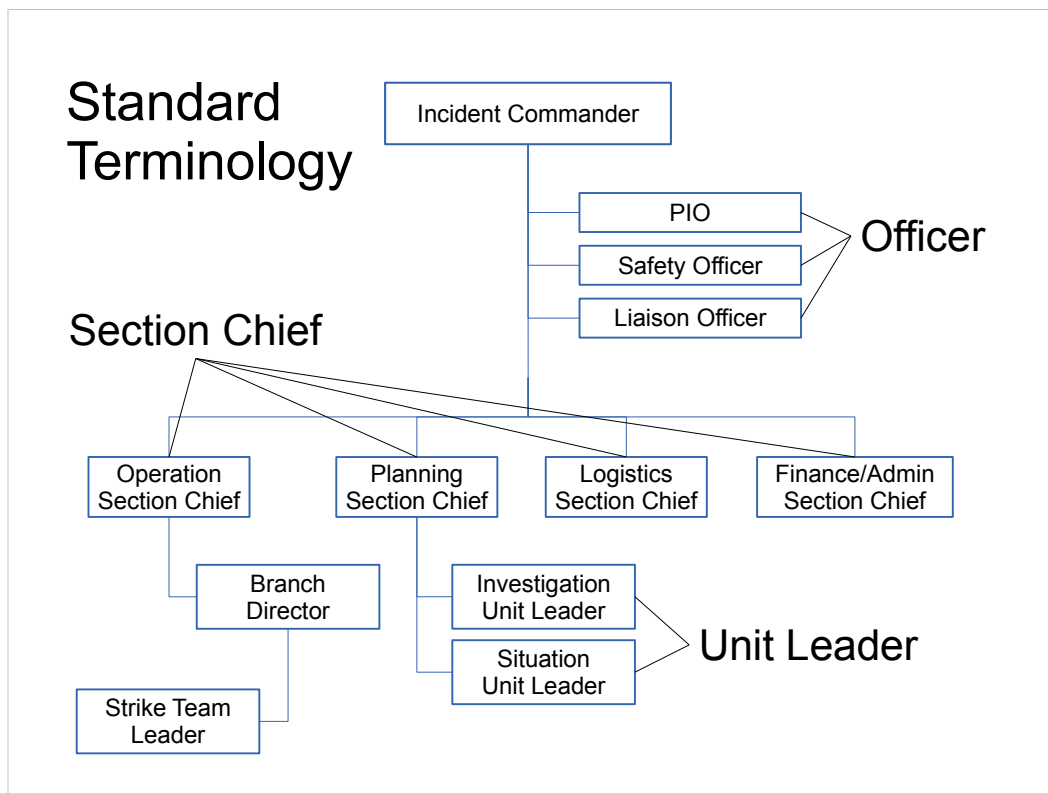 Standard
Terminology
Incident Commander
PIO
Safety Officer
Liaison Officer
Officer
Section Chief
Operation
Section Chief
Planning
Section Chief
Logistics
Section Chief
Finance/Admin
Section Chief
Branch
Director
Investigation
Unit Leader
Situation
Unit Leader
Unit Leader
Strike Team
Leader